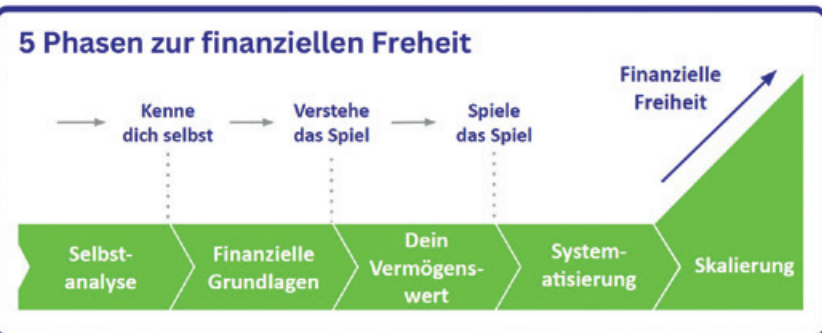 5 Phasen zur finanziellen Freheit
Finanzielle
Freiheit
Kenne
dich selbst
Verstehe
das Spiel
Spiele
das Spiel
Selbst-
analyse
Finanzielle
Grundlagen
Dein
Vermögens-
wert
System-
atisierung
Skalierung